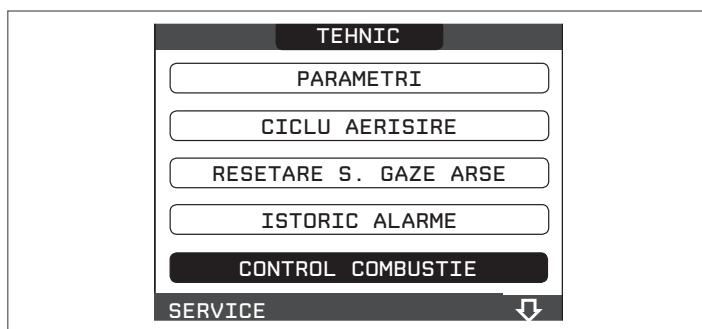 TEHNIC
PARAMETRI
CICLU AERISIRE
RESETARE S. GAZE ARSE
ISTORIC ALARME
CONTROL COMBUSTIE
SERVICE